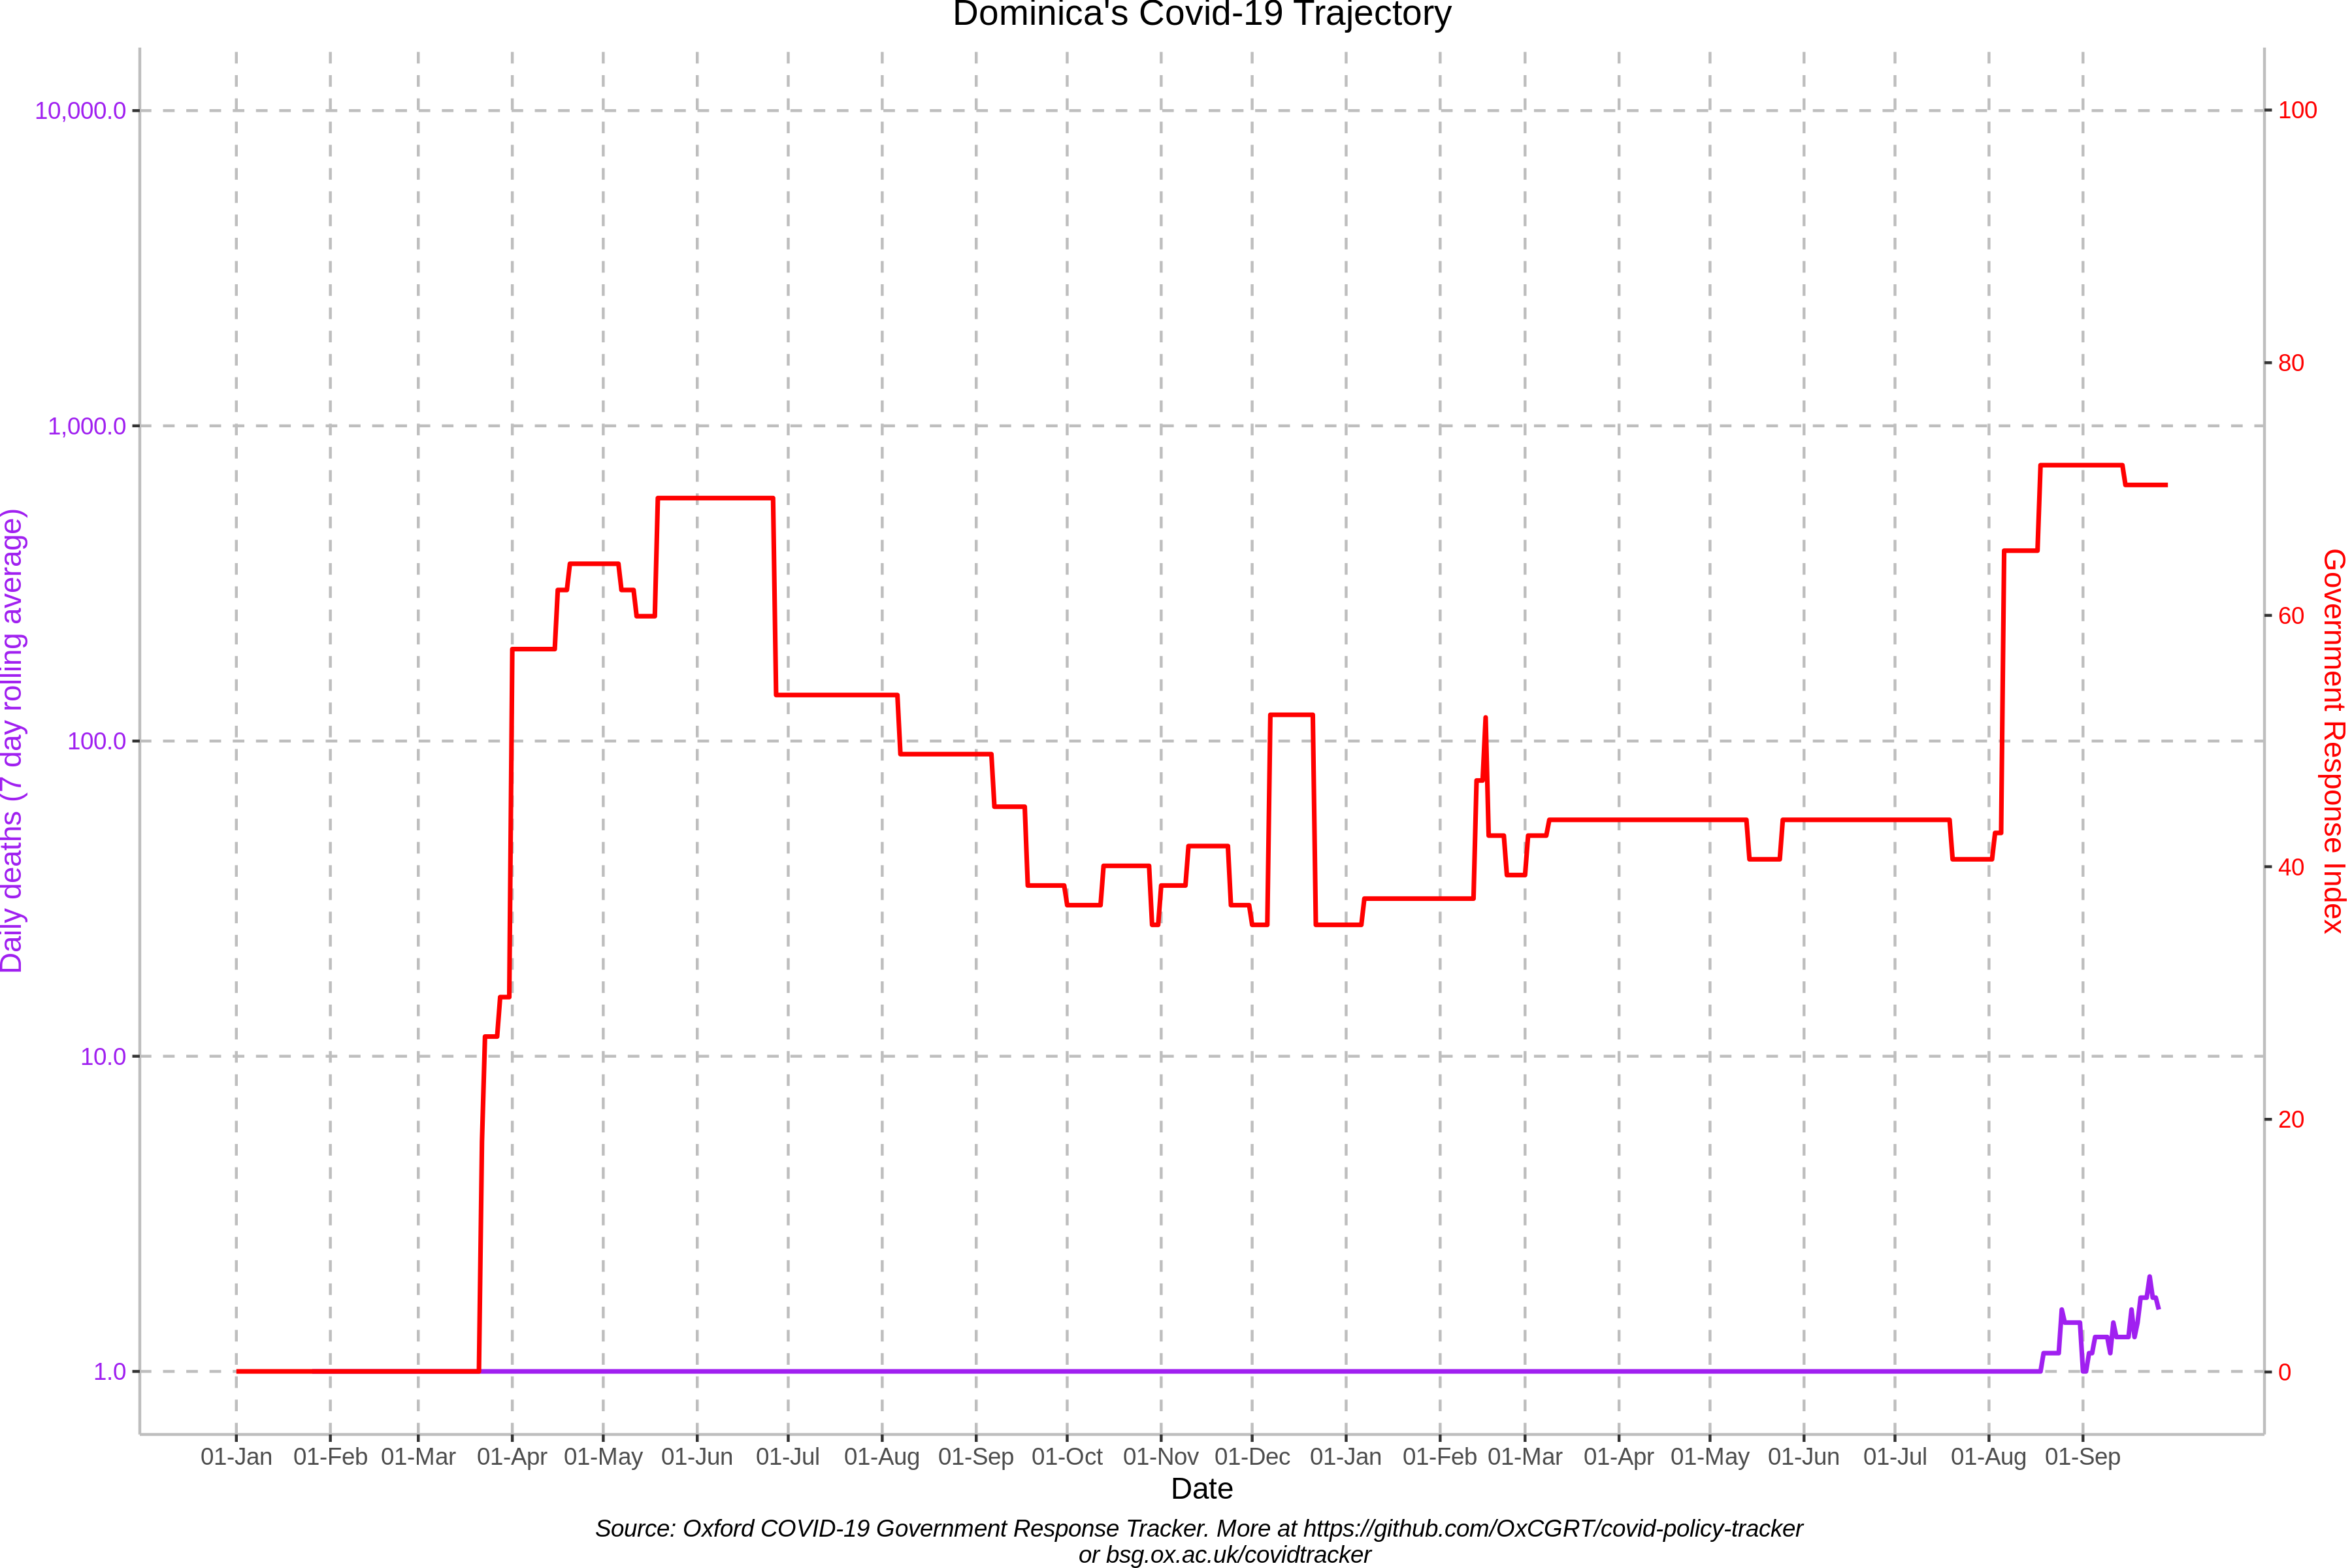 Dominica's Covid-19 Trajectory
Daily deaths (7 day rolling average)
10,000.0
1,000.0
100.0
10.0
1.0
100
80
60
40
20
0
Government Response Index
01-Jan 01-Feb 01-Mar 01-Apr 01-May 01-Jun 01-Jul 01-Aug 01-Sep 01-Oct 01-Nov 01-Dec 01-Jan 01-Feb 01-Mar 01-Apr 01-May 01-Jun 01-Jul 01-Aug 01-Sep
Date
Source: Oxford COVID-19 Government Response Tracker. More at https://github.com/OxCGRT/covid-policy-tracker
or bsg.ox.ac.uk/covidtracker